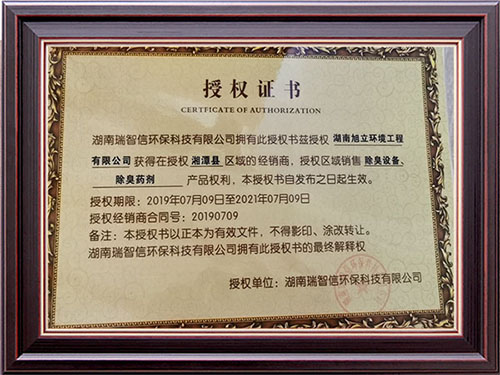 授权证书
CERTFICATE OF AUTHORIZATION
湖南瑞智信环保科技有限公司拥有此授权书兹授权 湖南旭立环境工程
有限公司 获得在授权 湘潭县 区域的经销商，授权区域销售 除臭设备、
除臭药剂 产品权利，本授权书自发布之日起生效。
授权期限：2019年07月09日至2021年07月09日
授权经销商合同号：20190709
备注：本授权书以正本为有效文件，不得影印、涂改转让。
湖南瑞智信环保科技有限公司拥有此授权书的最终解释权
授权单位：湖南瑞智信环保科技有限公司